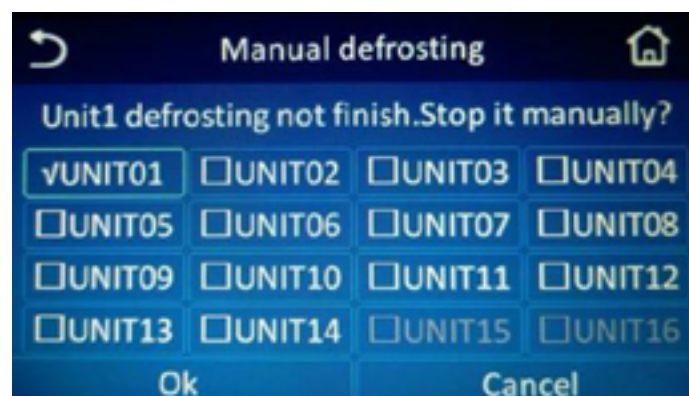 Manual defrosting
Unit1 defrosting not finish.Stop it manually?
√UNIT01 □UNIT02 □UNIT03 □UNIT04
□UNIT05 □UNIT06 □UNIT07 □UNIT08
□UNIT09 □UNIT10 □UNIT11 □UNIT12
□UNIT13 □UNIT14 □UNIT15 □UNIT16
Ok Cancel